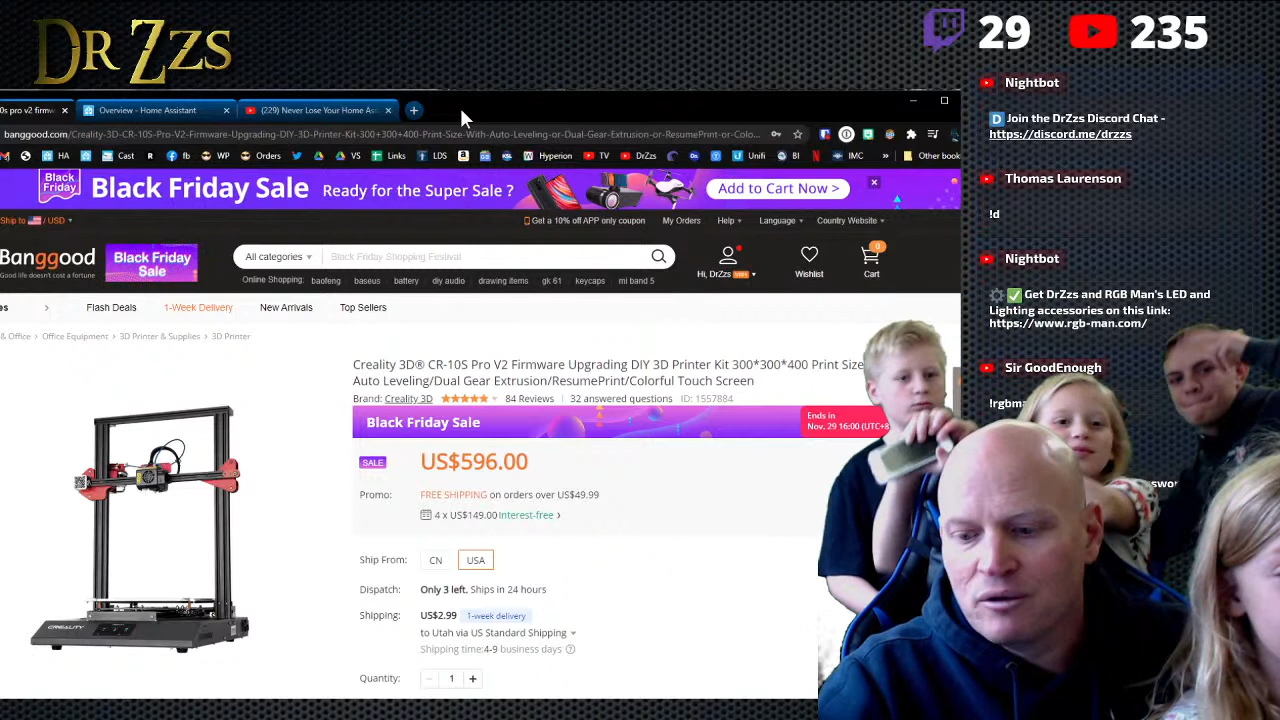 DR ZZS
29
235
0s pro v2 firmw
Overview - Home Assistant
(229) Never Lose Your Home As
banggood.com/Creality-3D-CR-10S-Pro-V2-Firmware-Upgrading-DIY-3D-Printer-Kit-300+300+400-Print-Size-With-Auto-Leveling-or-Dual-Gear-Extrusion-or-ResumePrint-or-Colo...
HA
Cast
R
fb
WP
Orders
VS
Links
LDS
Hyperion
TV
DrZzs
On
Unifi
BI
IMC
Other book
Black Friday
Black Friday Sale
Ready for the Super Sale ?
Add to Cart Now >
Ship to / USD
Get a 10% off APP only coupon
My Orders
Help
Language
Country Website
Banggood
Good life doesn't cost a fortune
Black Friday
Sale
All categories
Black Friday Shopping Festival
Hi, DrZzs
Wishlist
0
Cart
Online Shopping:
baofeng
baseus
battery
diy audio
drawing items
gk 61
keycaps
mi band 5
es
Flash Deals
1-Week Delivery
New Arrivals
Top Sellers
& Office > Office Equipment > 3D Printer & Supplies > 3D Printer
Creality 3D® CR-10S Pro V2 Firmware Upgrading DIY 3D Printer Kit 300*300*400 Print Size
Auto Leveling/Dual Gear Extrusion/ResumePrint/Colorful Touch Screen
Brand: Creality 3D
84 Reviews
32 answered questions
ID: 1557884
Black Friday Sale
Ends in
Nov. 29 16:00 (UTC+8
SALE
US$596.00
Promo:
FREE SHIPPING on orders over US$49.99
4 x US$149.00 Interest-free >
Ship From:
CN
USA
Dispatch:
Only 3 left. Ships in 24 hours
Shipping:
US$2.99
1-week delivery
to Utah via US Standard Shipping
Shipping time: 4-9 business days
Quantity:
1
CREALITY
Nightbot
Join the DrZzs Discord Chat -
https://discord.me/drzzs
Thomas Laurenson
!d
Nightbot
Get DrZzs and RGB Man's LED and
Lighting accessories on this link:
https://www.rgb-man.com/
Sir GoodEnough
!rgbma
swor